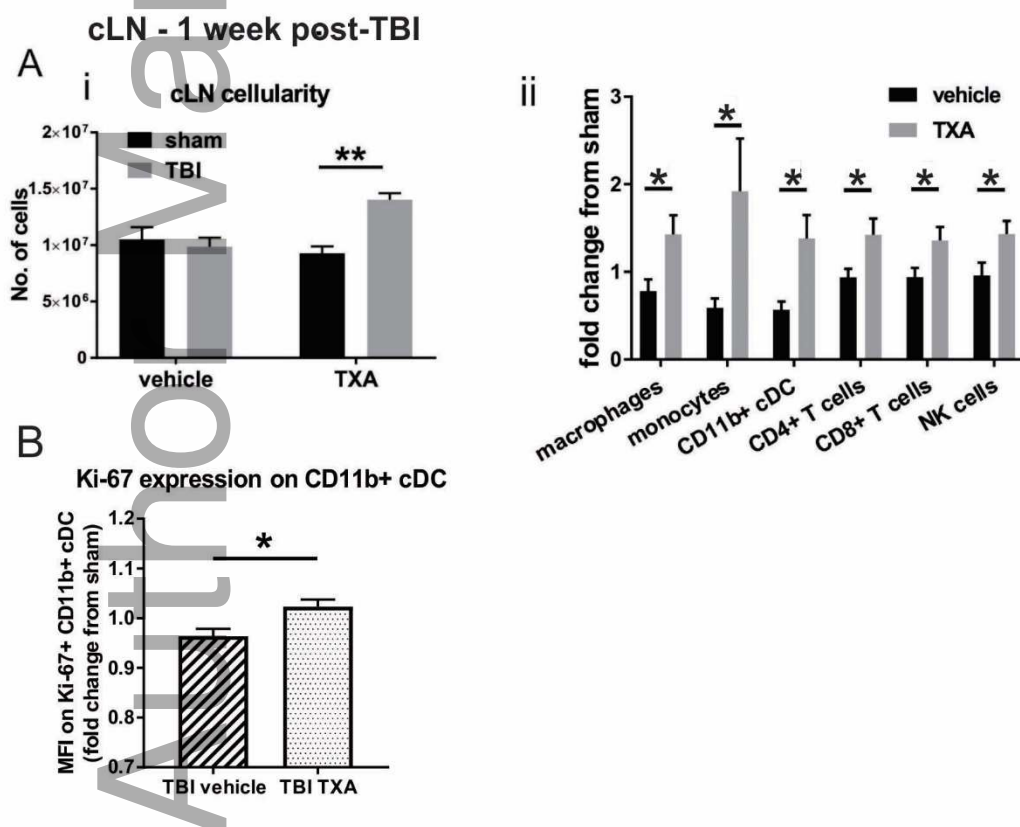 cLN - 1 week post-TBI
A
i
cLN cellularity
sham
TBI
No. of cells
2×10⁷
1.5×10⁷
1×10⁷
5×10⁶
0
**
vehicle
TXA
ii
vehicle
TXA
fold change from sham
3
2
1
0
*
*
*
*
*
*
macrophages
monocytes
CD11b+ cDC
CD4+ T cells
CD8+ T cells
NK cells
B
Ki-67 expression on CD11b+ cDC
MFI on Ki-67+ CD11b+ cDC
(fold change from sham)
1.2
1.1
1.0
0.9
0.8
0.7
*
TBI vehicle
TBI TXA